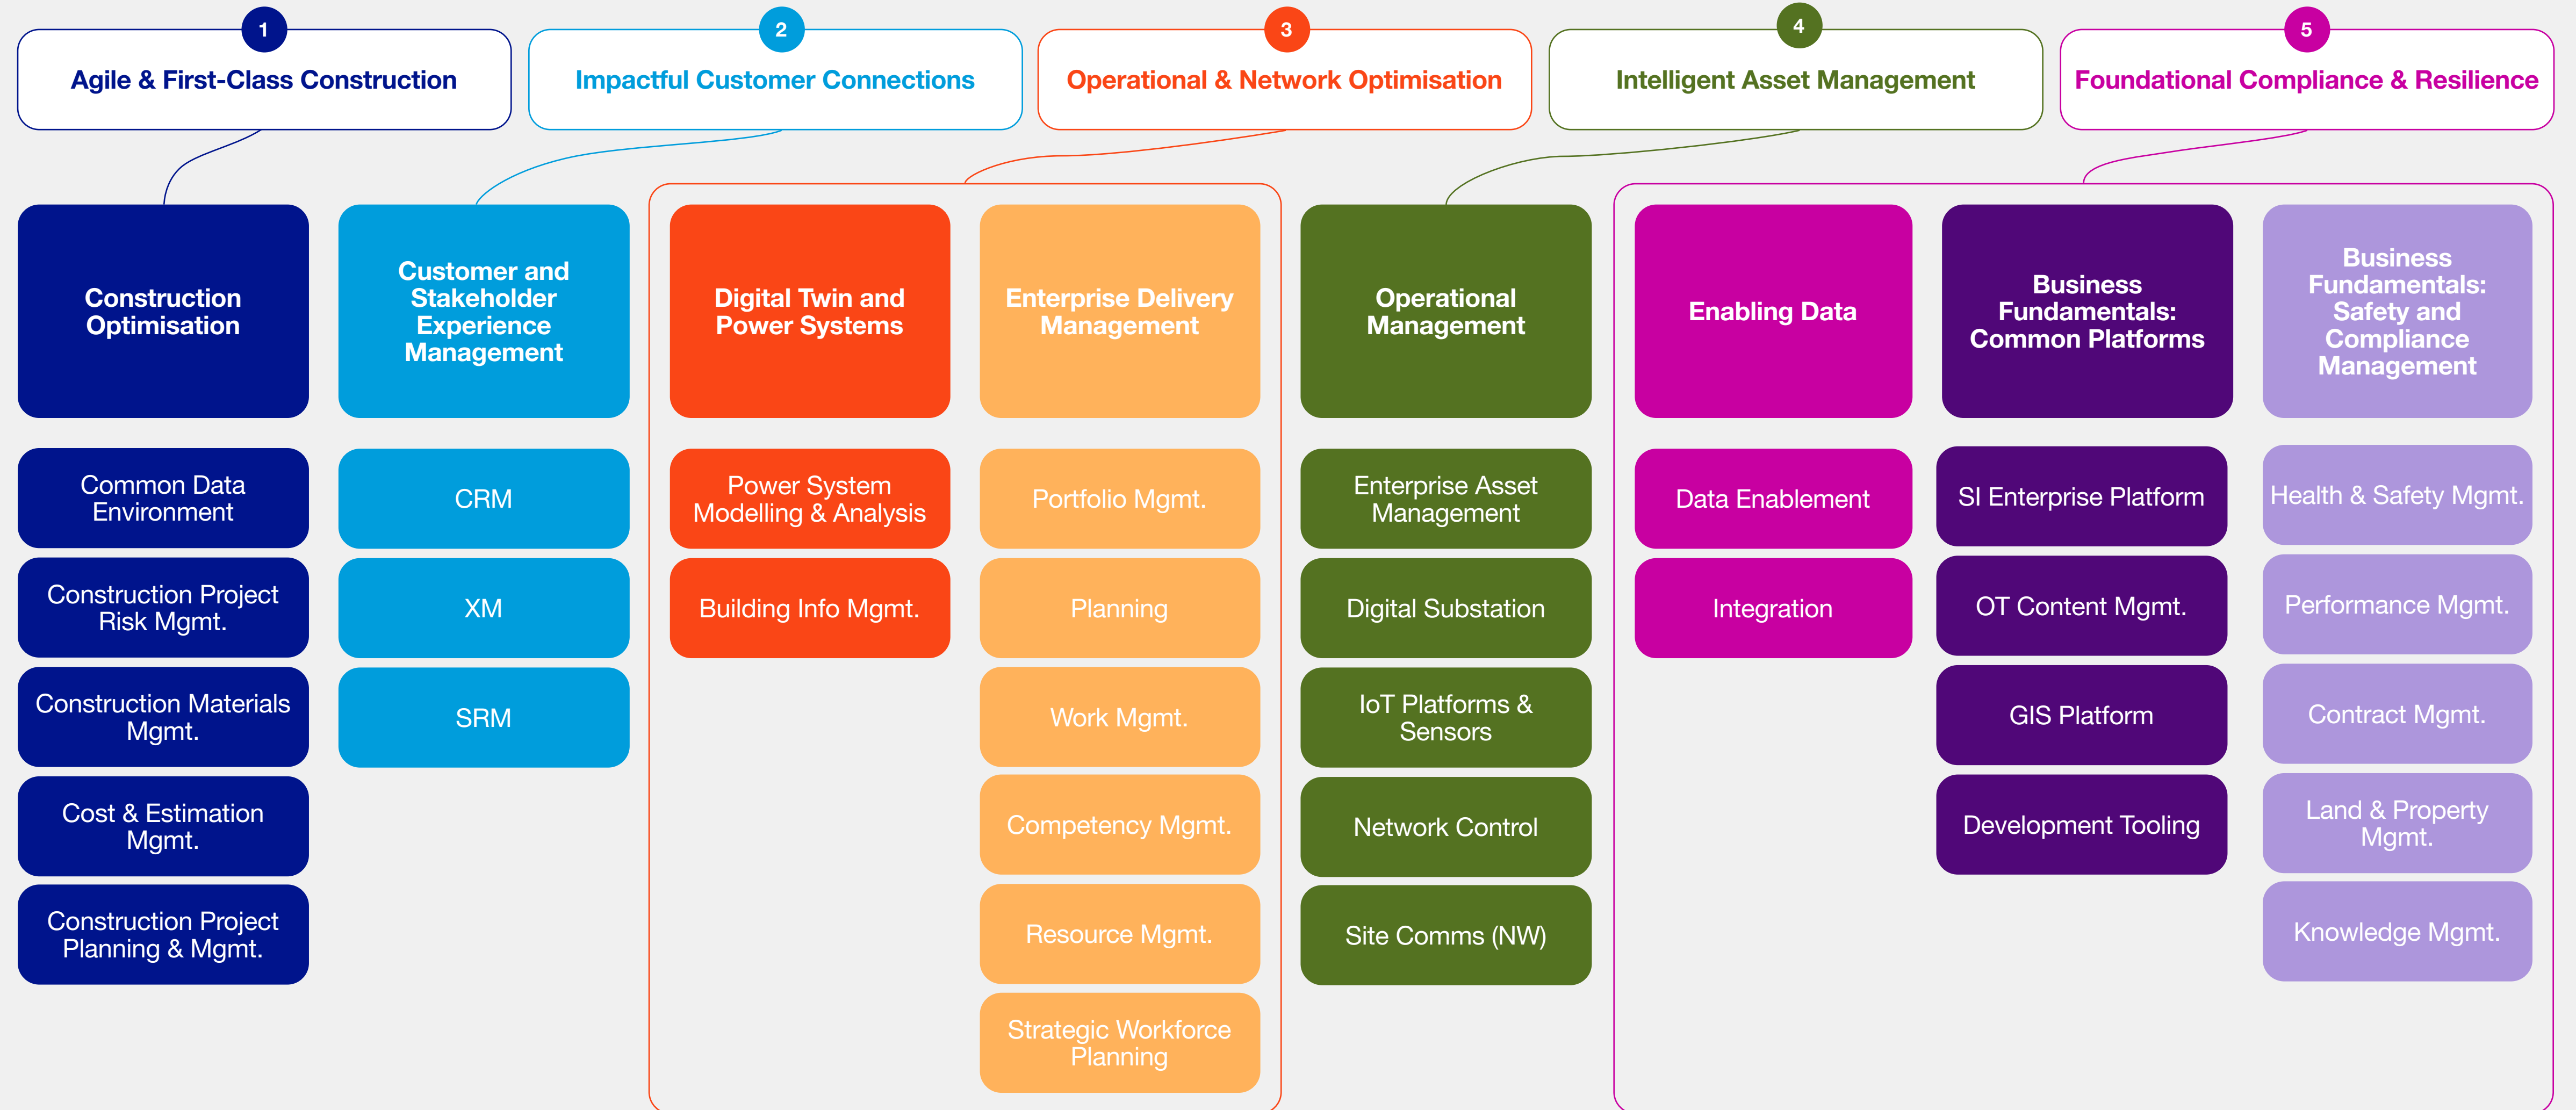 1
Agile & First-Class Construction
2
Impactful Customer Connections
3
Operational & Network Optimisation
4
Intelligent Asset Management
5
Foundational Compliance & Resilience
Construction
Optimisation
Common Data
Environment
Construction Project
Risk Mgmt.
Construction Materials
Mgmt.
Cost & Estimation
Mgmt.
Construction Project
Planning & Mgmt.
Customer and
Stakeholder
Experience
Management
CRM
XM
SRM
Digital Twin and
Power Systems
Power System
Modelling & Analysis
Building Info Mgmt.
Enterprise Delivery
Management
Portfolio Mgmt.
Planning
Work Mgmt.
Competency Mgmt.
Resource Mgmt.
Strategic Workforce
Planning
Operational
Management
Enterprise Asset
Management
Digital Substation
IoT Platforms &
Sensors
Network Control
Site Comms (NW)
Enabling Data
Data Enablement
Integration
Business
Fundamentals:
Common Platforms
SI Enterprise Platform
OT Content Mgmt.
GIS Platform
Development Tooling
Business
Fundamentals:
Safety and
Compliance
Management
Health & Safety Mgmt.
Performance Mgmt.
Contract Mgmt.
Land & Property
Mgmt.
Knowledge Mgmt.